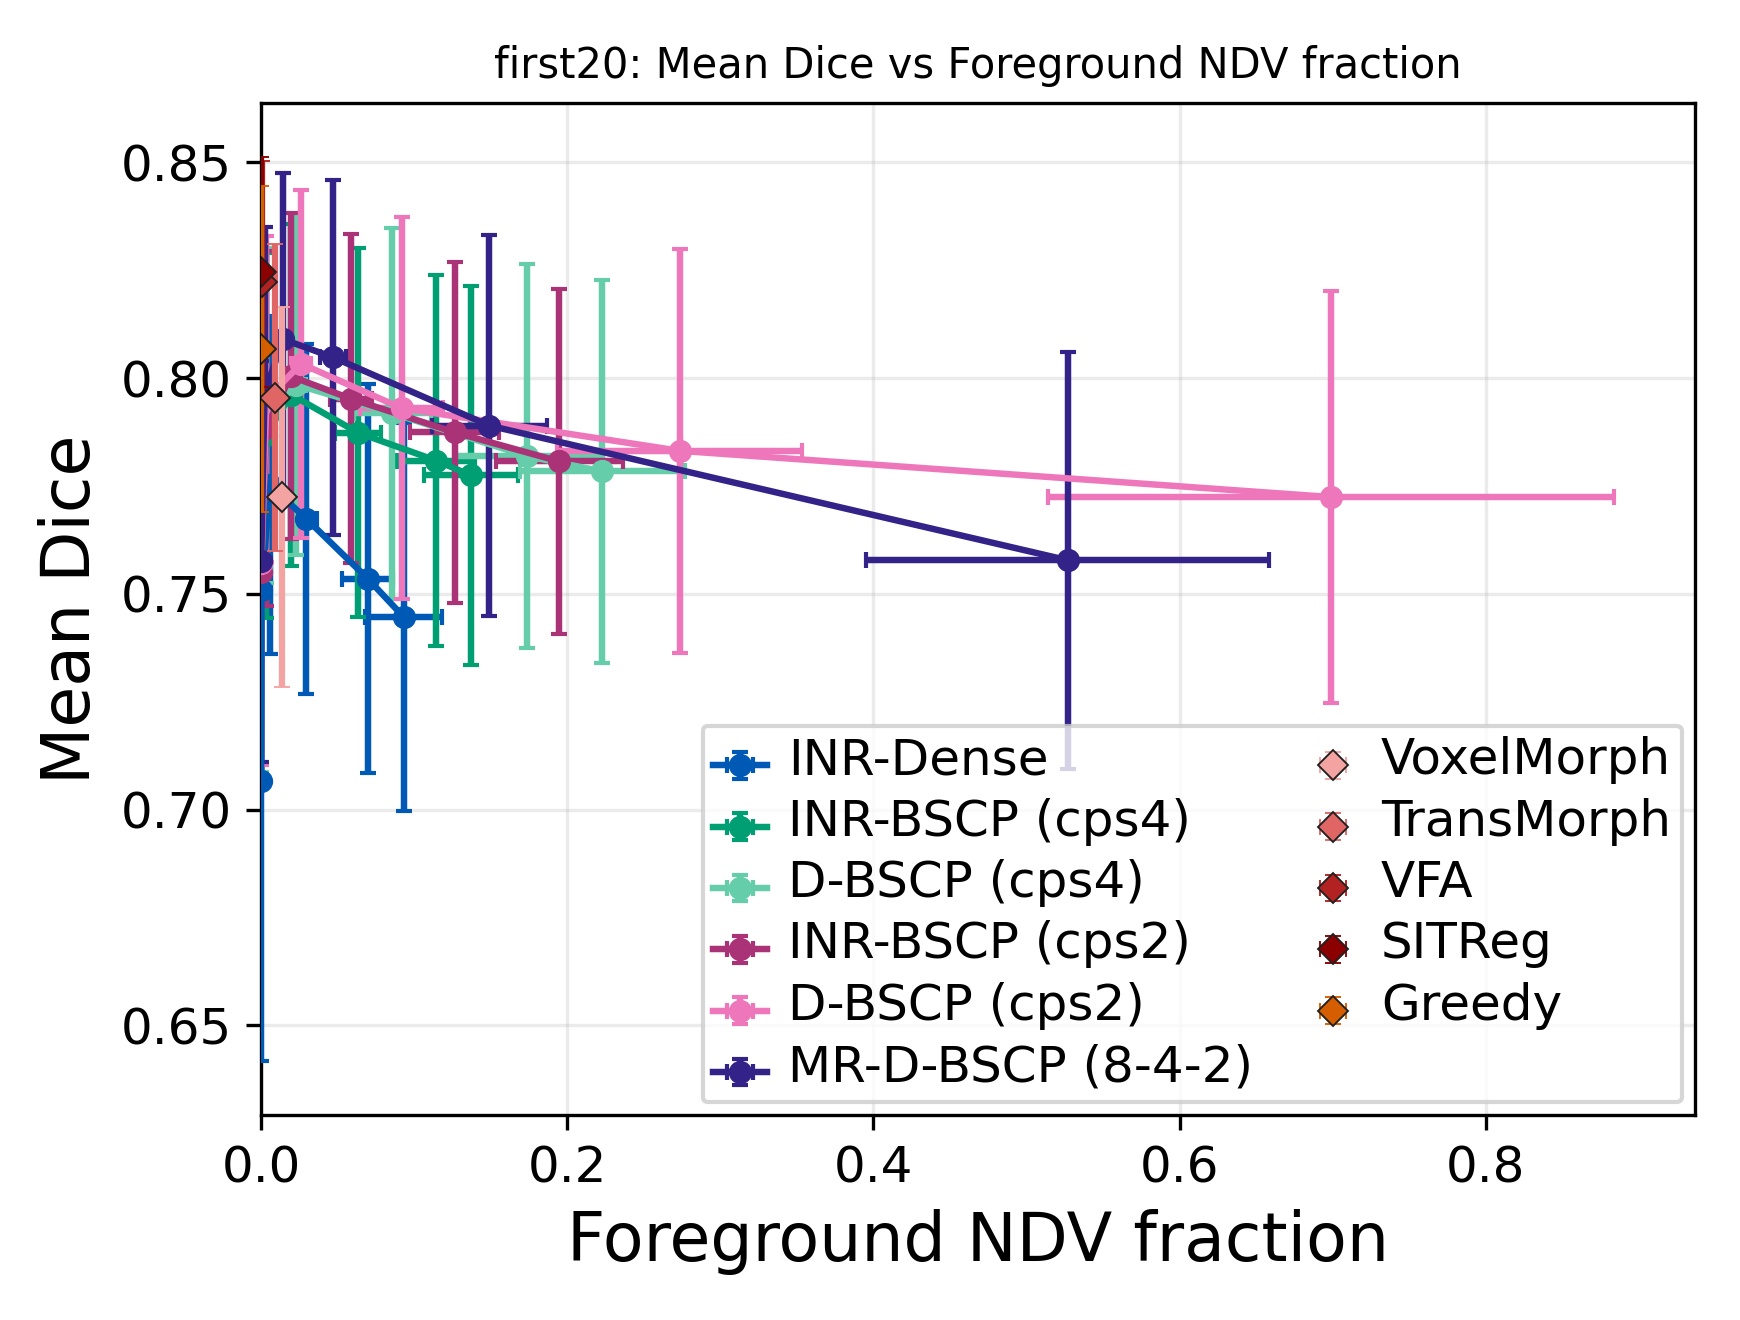 first20: Mean Dice vs Foreground NDV fraction
0.85
0.80
0.75
0.70
0.65
Mean Dice
0.0 0.2 0.4 0.6 0.8
Foreground NDV fraction
INR-Dense
INR-BSCP (cps4)
D-BSCP (cps4)
INR-BSCP (cps2)
D-BSCP (cps2)
MR-D-BSCP (8-4-2)
VoxelMorph
TransMorph
VFA
SITReg
Greedy